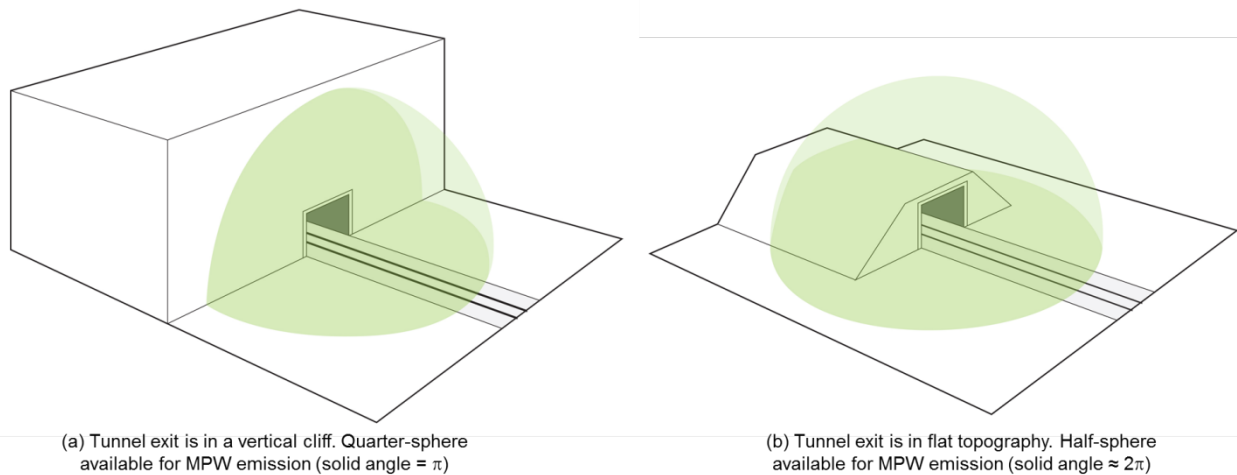 (a) Tunnel exit is in a vertical cliff. Quarter-sphere
available for MPW emission (solid angle = π)
(b) Tunnel exit is in flat topography. Half-sphere
available for MPW emission (solid angle ≈ 2π)